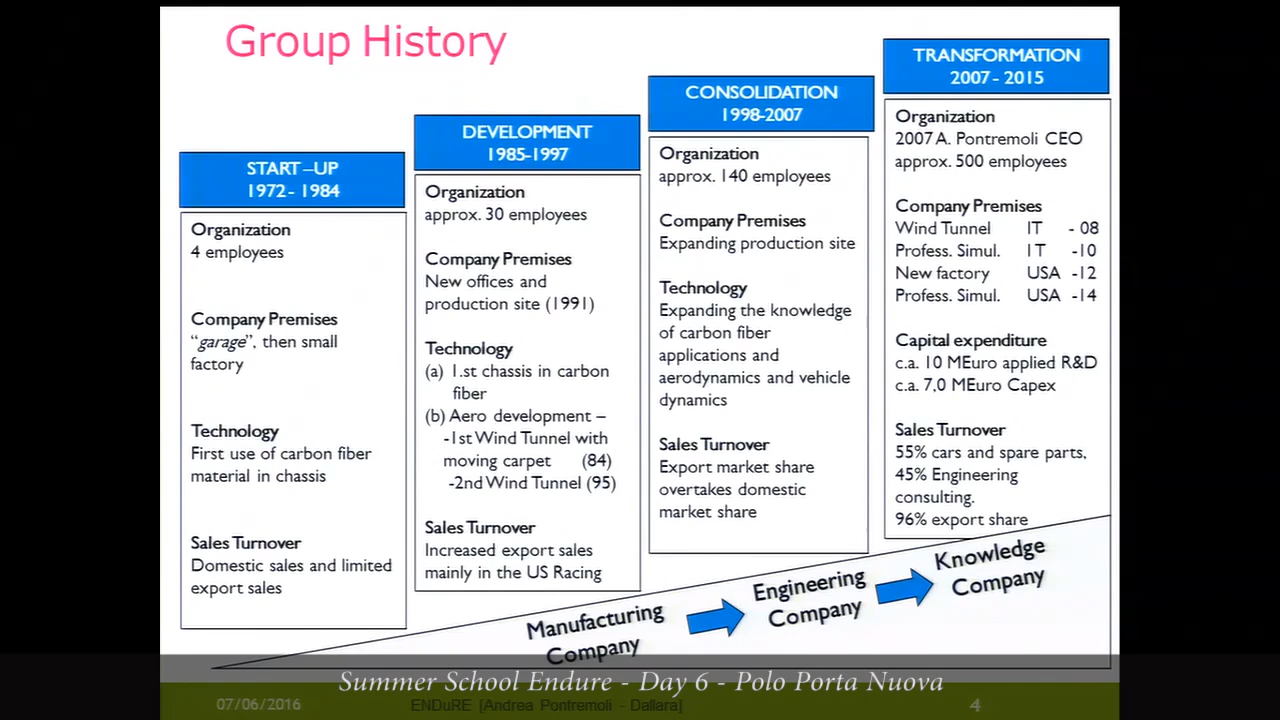 Group History
START –UP
1972 - 1984
Organization
4 employees
Company Premises
“garage”, then small
factory
Technology
First use of carbon fiber
material in chassis
Sales Turnover
Domestic sales and limited
export sales
DEVELOPMENT
1985-1997
Organization
approx. 30 employees
Company Premises
New offices and
production site (1991)
Technology
(a) 1.st chassis in carbon
fiber
(b) Aero development –
-1st Wind Tunnel with
moving carpet (84)
-2nd Wind Tunnel (95)
Sales Turnover
Increased export sales
mainly in the US Racing
CONSOLIDATION
1998-2007
Organization
approx. 140 employees
Company Premises
Expanding production site
Technology
Expanding the knowledge
of carbon fiber
applications and
aerodynamics and vehicle
dynamics
Sales Turnover
Export market share
overtakes domestic
market share
TRANSFORMATION
2007 - 2015
Organization
2007 A. Pontremoli CEO
approx. 500 employees
Company Premises
Wind Tunnel IT - 08
Profess. Simul. I T -10
New factory USA -12
Profess. Simul. USA -14
Capital expenditure
c.a. 10 MEuro applied R&D
c.a. 7,0 MEuro Capex
Sales Turnover
55% cars and spare parts,
45% Engineering
consulting.
96% export share
Manufacturing
Company
Engineering
Company
Knowledge
Company
Summer School Endure - Day 6 - Polo Porta Nuova
07/06/2016 ENDuRE [Andrea Pontremoli - Dallara] 4